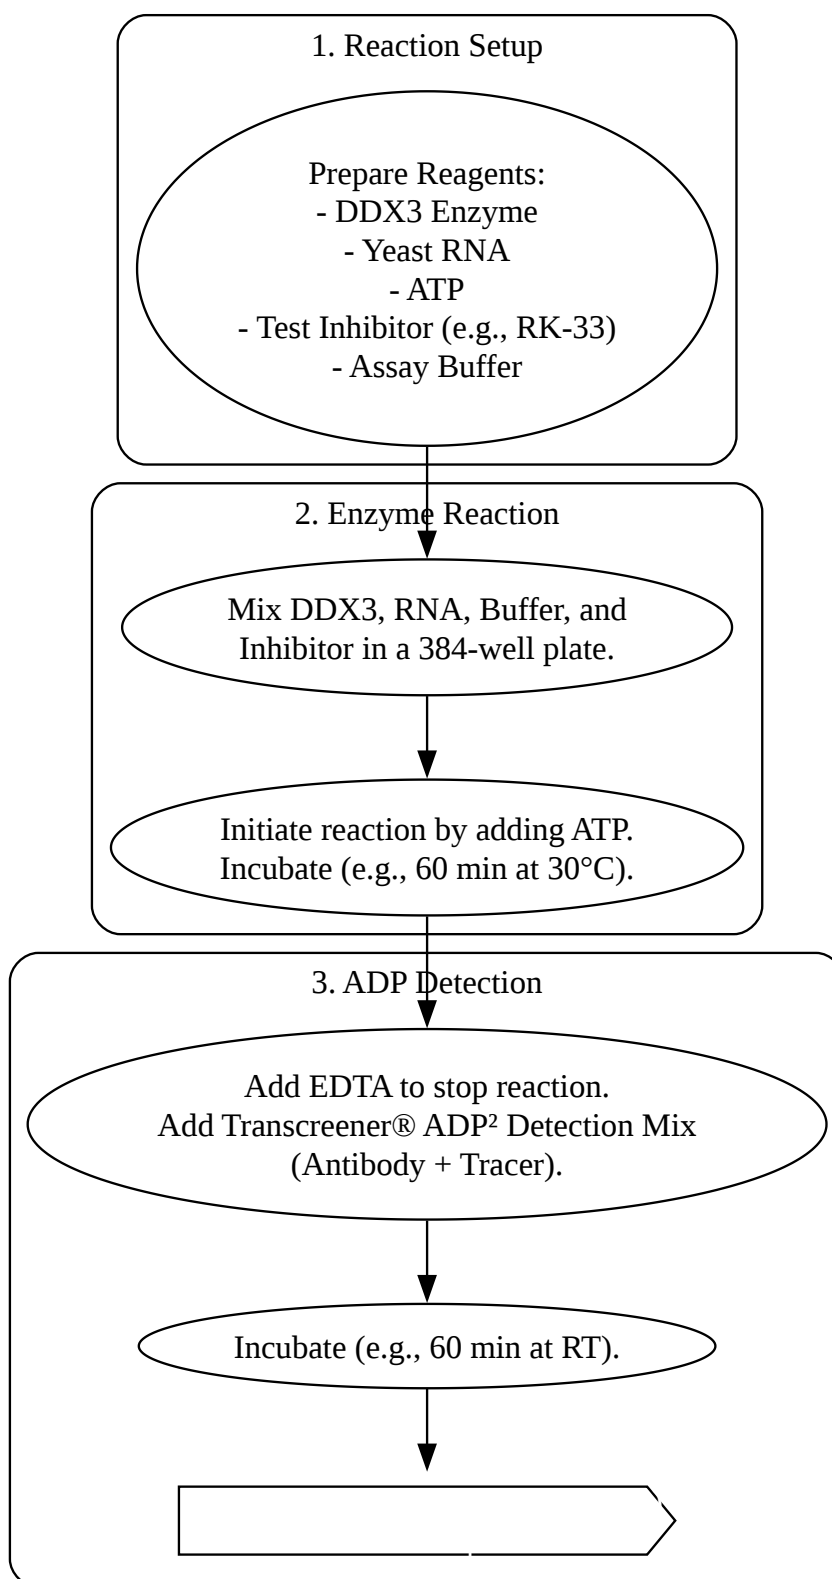 1. Reaction Setup
Prepare Reagents:
- DDX3 Enzyme
- Yeast RNA
- ATP
- Test Inhibitor (e.g., RK-33)
- Assay Buffer
2. Enzyme Reaction
Mix DDX3, RNA, Buffer, and
Inhibitor in a 384-well plate.
Initiate reaction by adding ATP.
Incubate (e.g., 60 min at 30°C).
3. ADP Detection
Add EDTA to stop reaction.
Add Transcreener® ADP² Detection Mix
(Antibody + Tracer).
Incubate (e.g., 60 min at RT).